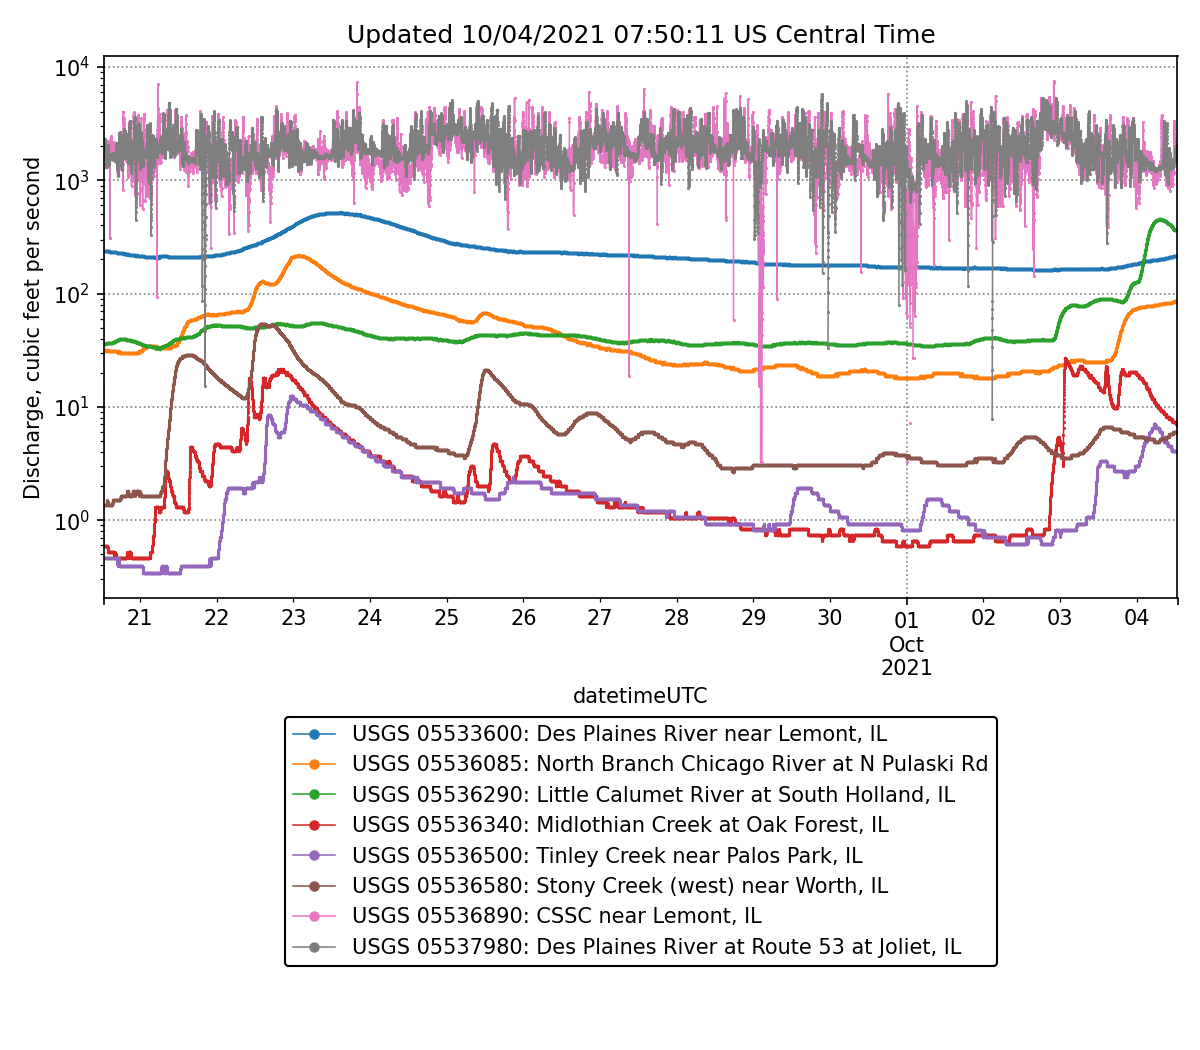 Updated 10/04/2021 07:50:11 US Central Time
Discharge, cubic feet per second
10^4
10^3
10^2
10^1
10^0
21 22 23 24 25 26 27 28 29 30 01 02 03 04
Oct
2021
datetimeUTC
USGS 05533600: Des Plaines River near Lemont, IL
USGS 05536085: North Branch Chicago River at N Pulaski Rd
USGS 05536290: Little Calumet River at South Holland, IL
USGS 05536340: Midlothian Creek at Oak Forest, IL
USGS 05536500: Tinley Creek near Palos Park, IL
USGS 05536580: Stony Creek (west) near Worth, IL
USGS 05536890: CSSC near Lemont, IL
USGS 05537980: Des Plaines River at Route 53 at Joliet, IL